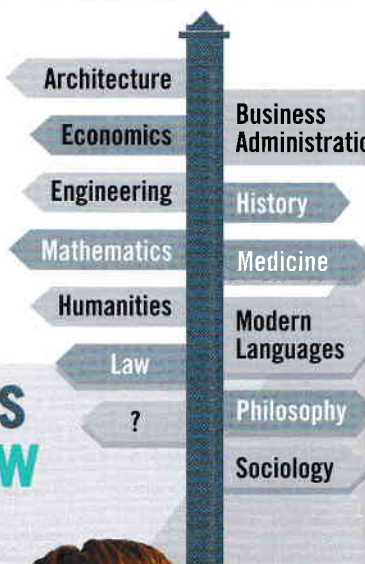 Architecture
Economics
Engineering
Mathematics
Humanities
Law
?
Business
Administratio
History
Medicine
Modern
Languages
Philosophy
Sociology
S
W